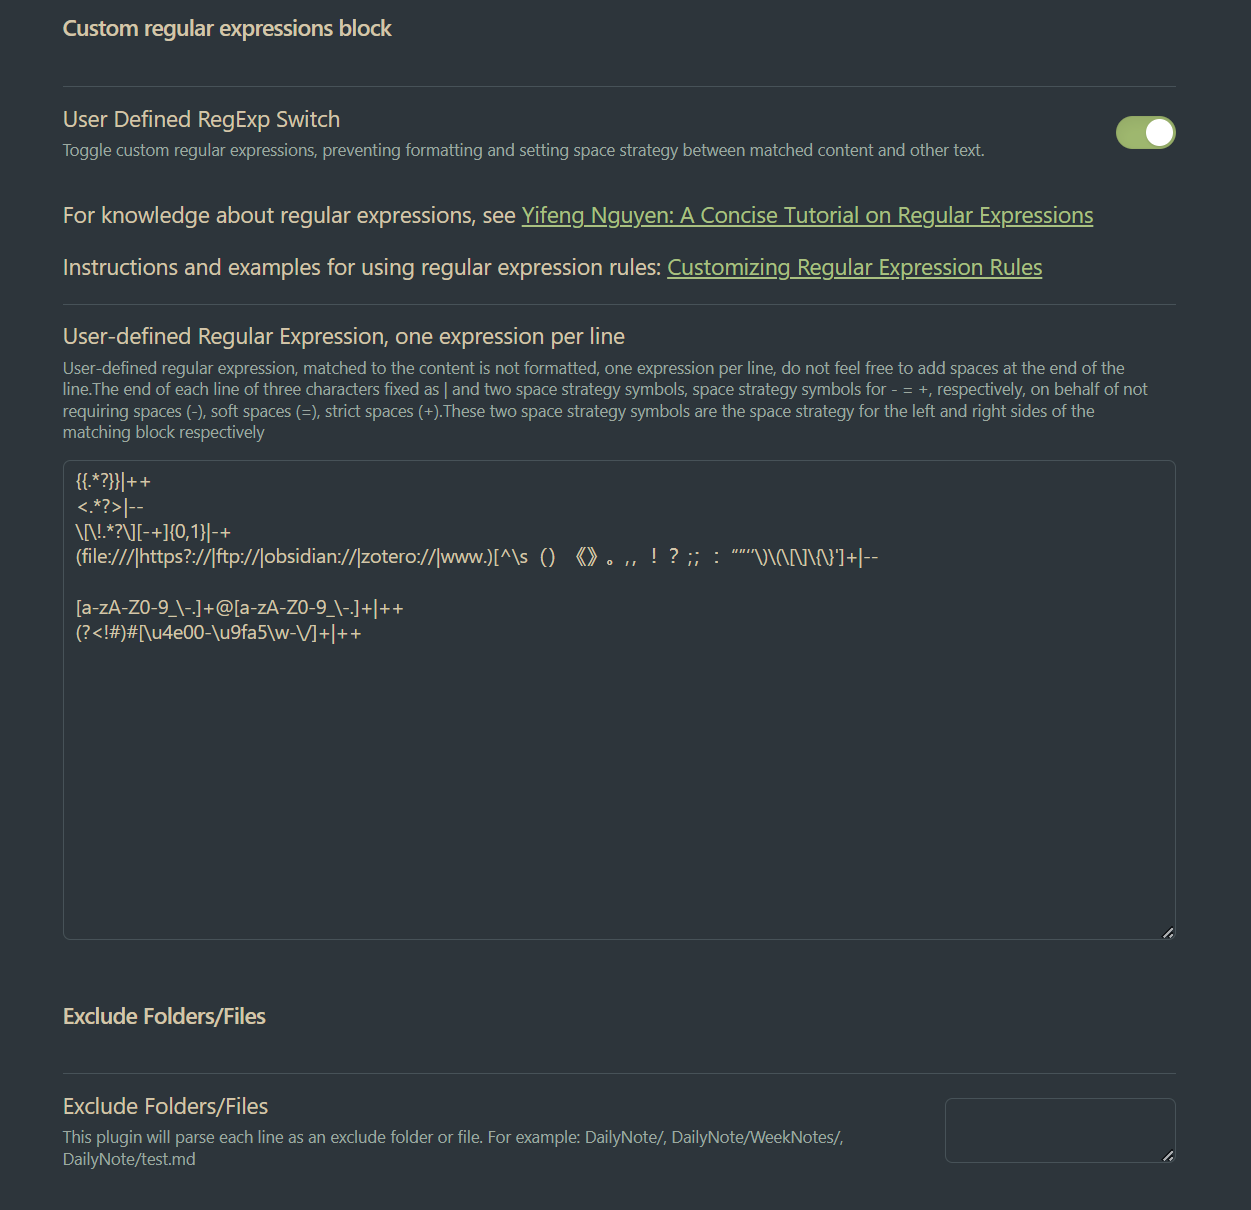 Custom regular expressions block
User Defined RegExp Switch
Toggle custom regular expressions, preventing formatting and setting space strategy between matched content and other text.
For knowledge about regular expressions, see Yifeng Nguyen: A Concise Tutorial on Regular Expressions
Instructions and examples for using regular expression rules: Customizing Regular Expression Rules
User-defined Regular Expression, one expression per line
User-defined regular expression, matched to the content is not formatted, one expression per line, do not feel free to add spaces at the end of the
line.The end of each line of three characters fixed as | and two space strategy symbols, space strategy symbols for - = +, respectively, on behalf of not
requiring spaces (-), soft spaces (=), strict spaces (+).These two space strategy symbols are the space strategy for the left and right sides of the
matching block respectively
{{.*?}}|++
<.*?>|--
\[\!.*?\][-+]{0,1}|-+
(file:///|https?://|ftp://|obsidian://|zotero://|www.)[^\s（）《》。,，！？;；：“”‘’\)\(\[\]\{\}']+|--
[a-zA-Z0-9_\-.]+@[a-zA-Z0-9_\-.]+|++
(?<!#)#[\u4e00-\u9fa5\w-\/]+|++
Exclude Folders/Files
Exclude Folders/Files
This plugin will parse each line as an exclude folder or file. For example: DailyNote/, DailyNote/WeekNotes/,
DailyNote/test.md